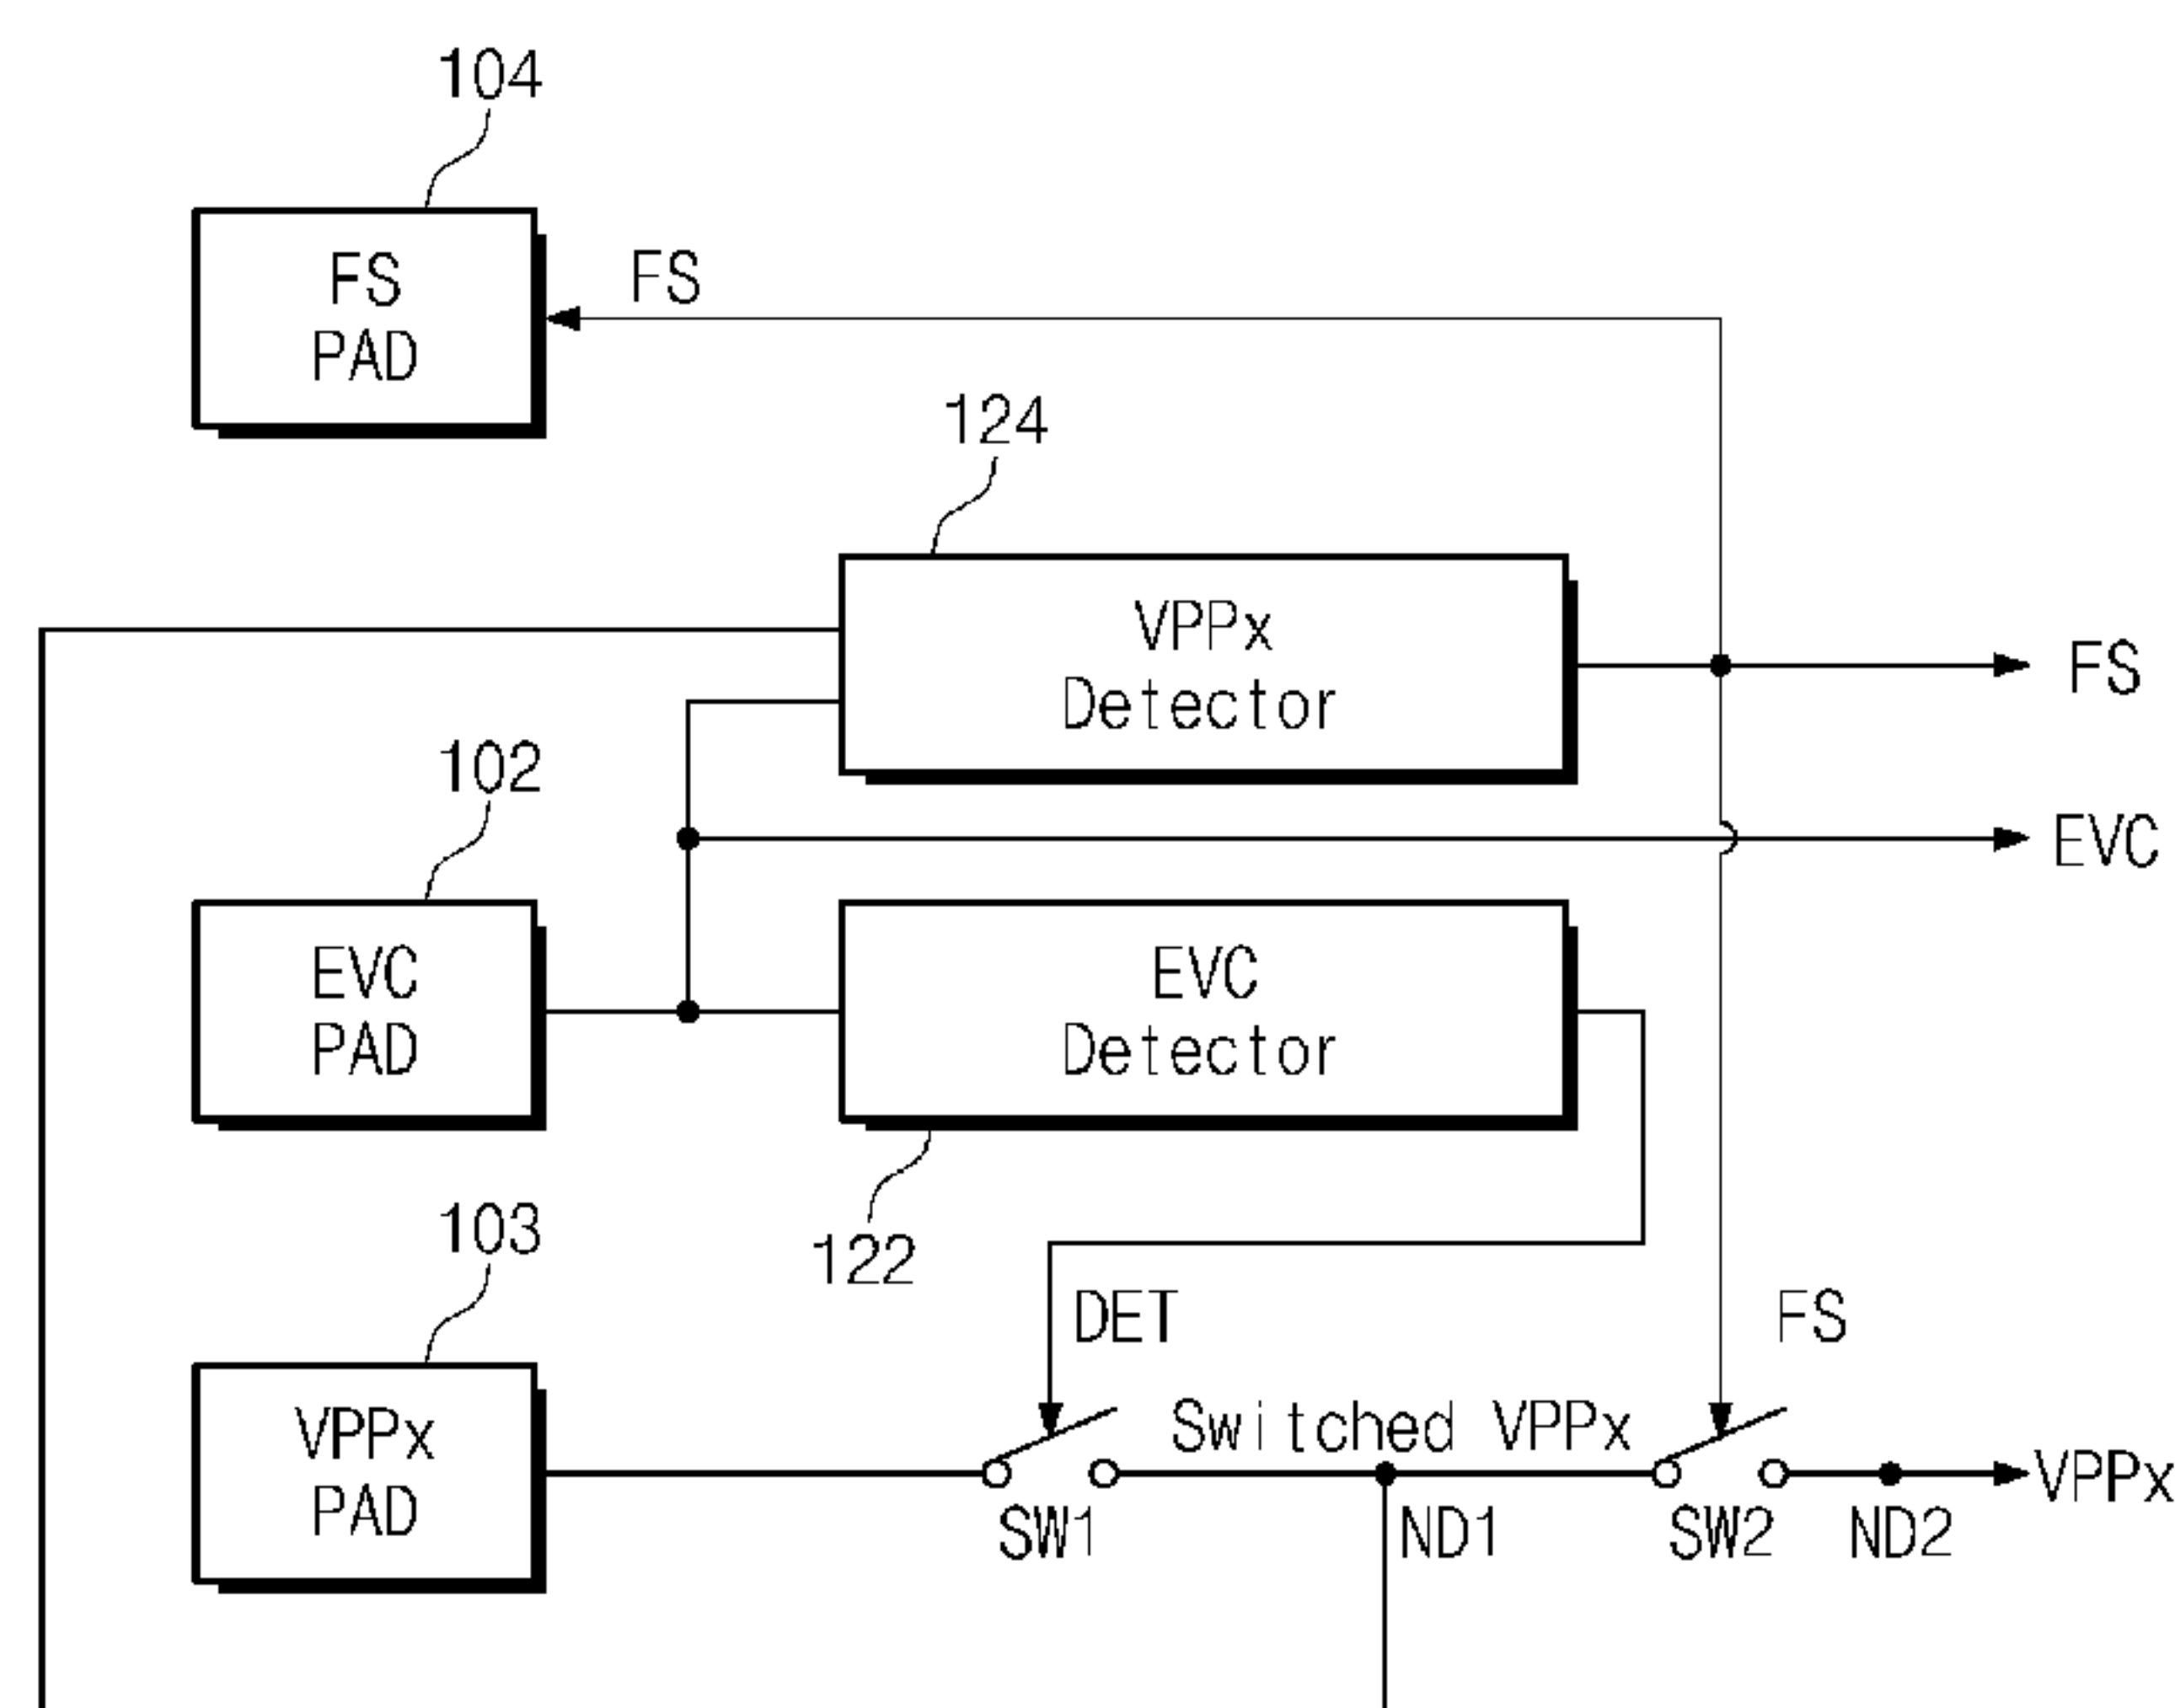 104
FS
PAD
FS
124
VPPx
Detector
FS
102
EVC
EVC
PAD
EVC
Detector
103
122
DET
FS
VPPx
PAD
Switched VPPx
VPPx
SW1
ND1
SW2
ND2